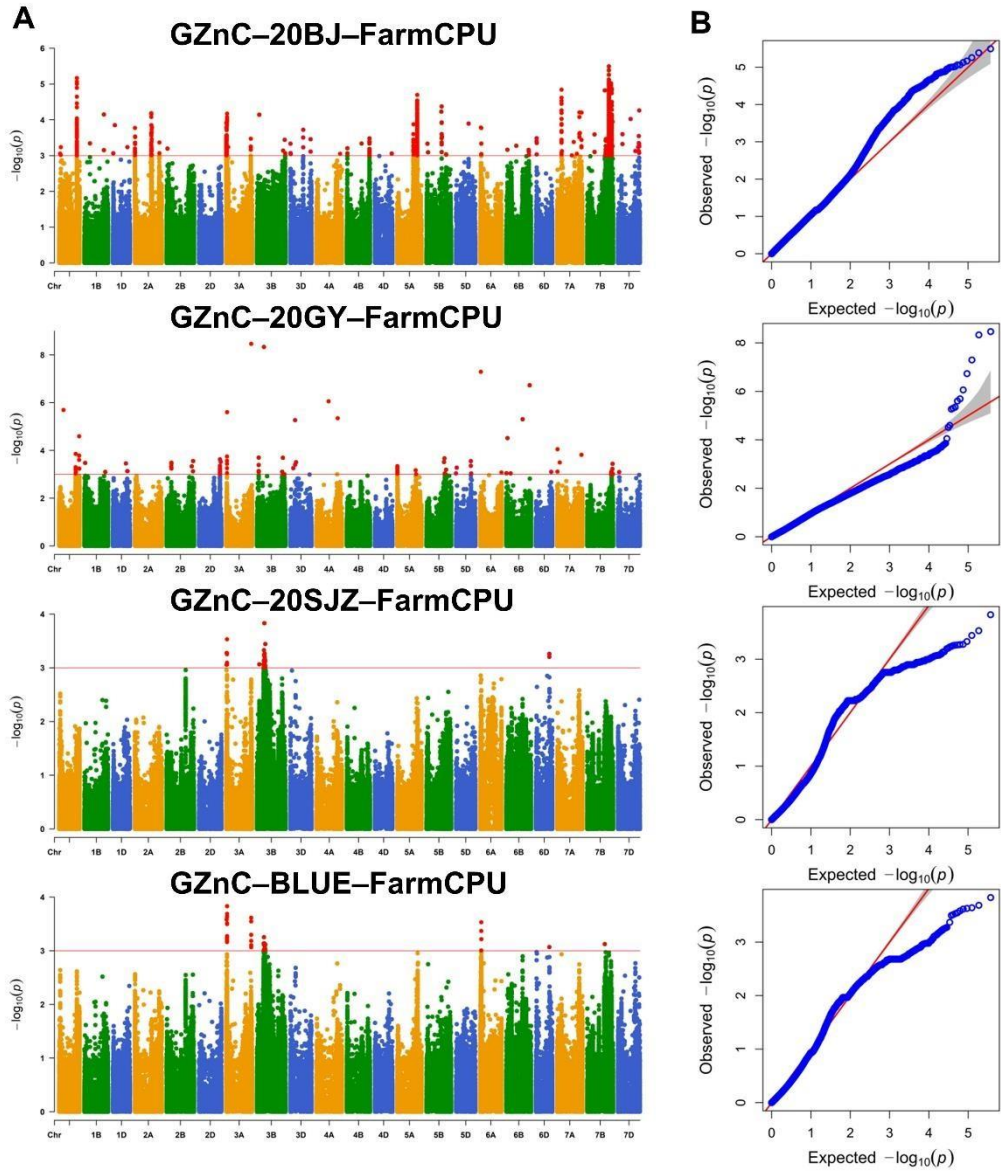 A
B
GZnC–20BJ–FarmCPU
−log10(p)
6
5
4
3
2
1
0
Chr 1B 1D 2A 2B 2D 3A 3B 3D 4A 4B 4D 5A 5B 5D 6A 6B 6D 7A 7B 7D
Observed −log10(p)
5
4
3
2
1
0
0 1 2 3 4 5
Expected −log10(p)
GZnC–20GY–FarmCPU
−log10(p)
8
6
4
2
0
Chr 1B 1D 2A 2B 2D 3A 3B 3D 4A 4B 4D 5A 5B 5D 6A 6B 6D 7A 7B 7D
Observed −log10(p)
8
6
4
2
0
0 1 2 3 4 5
Expected −log10(p)
GZnC–20SJZ–FarmCPU
−log10(p)
4
3
2
1
0
Chr 1B 1D 2A 2B 2D 3A 3B 3D 4A 4B 4D 5A 5B 5D 6A 6B 6D 7A 7B 7D
Observed −log10(p)
3
2
1
0
0 1 2 3 4 5
Expected −log10(p)
GZnC–BLUE–FarmCPU
−log10(p)
4
3
2
1
0
Chr 1B 1D 2A 2B 2D 3A 3B 3D 4A 4B 4D 5A 5B 5D 6A 6B 6D 7A 7B 7D
Observed −log10(p)
3
2
1
0
0 1 2 3 4 5
Expected −log10(p)